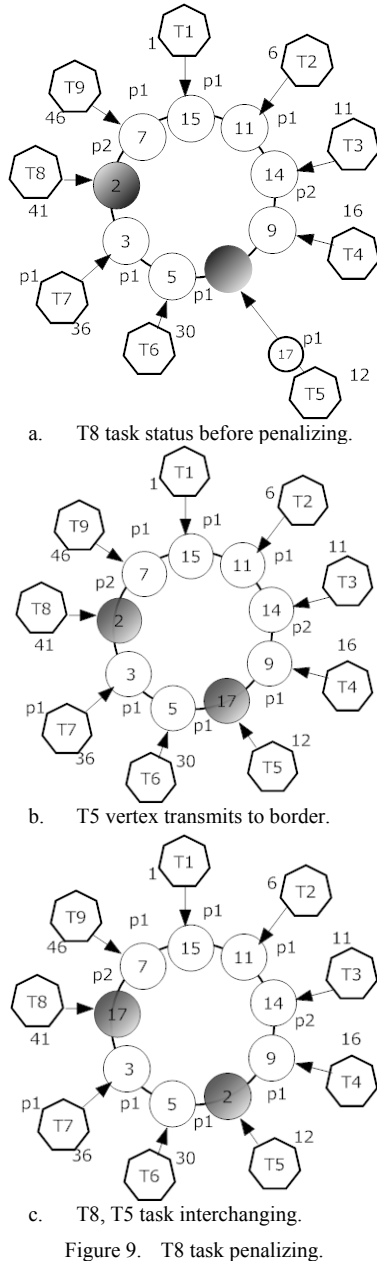 T1
1
p1
p1
T2
6
T9
46
p1
p1
15
7
11
11
T3
p2
14
T8
2
p2
41
16
9
T4
3
p1
p1
5
p1
T7
36
30
T6
17
p1
12
T5
a. T8 task status before penalizing.
T1
1
p1
p1
T2
6
T9
46
p1
15
7
11
11
T3
p2
14
T8
2
p2
41
16
9
T4
3
p1
p1
p1
5
p1
17
T7
36
30
T6
12
T5
b. T5 vertex transmits to border.
T1
1
p1
p1
T2
6
T9
46
p1
15
7
11
11
T3
p2
14
T8
17
p2
41
16
9
T4
3
p1
p1
p1
5
p1
2
T7
36
30
T6
12
T5
c. T8, T5 task interchanging.
Figure 9. T8 task penalizing.